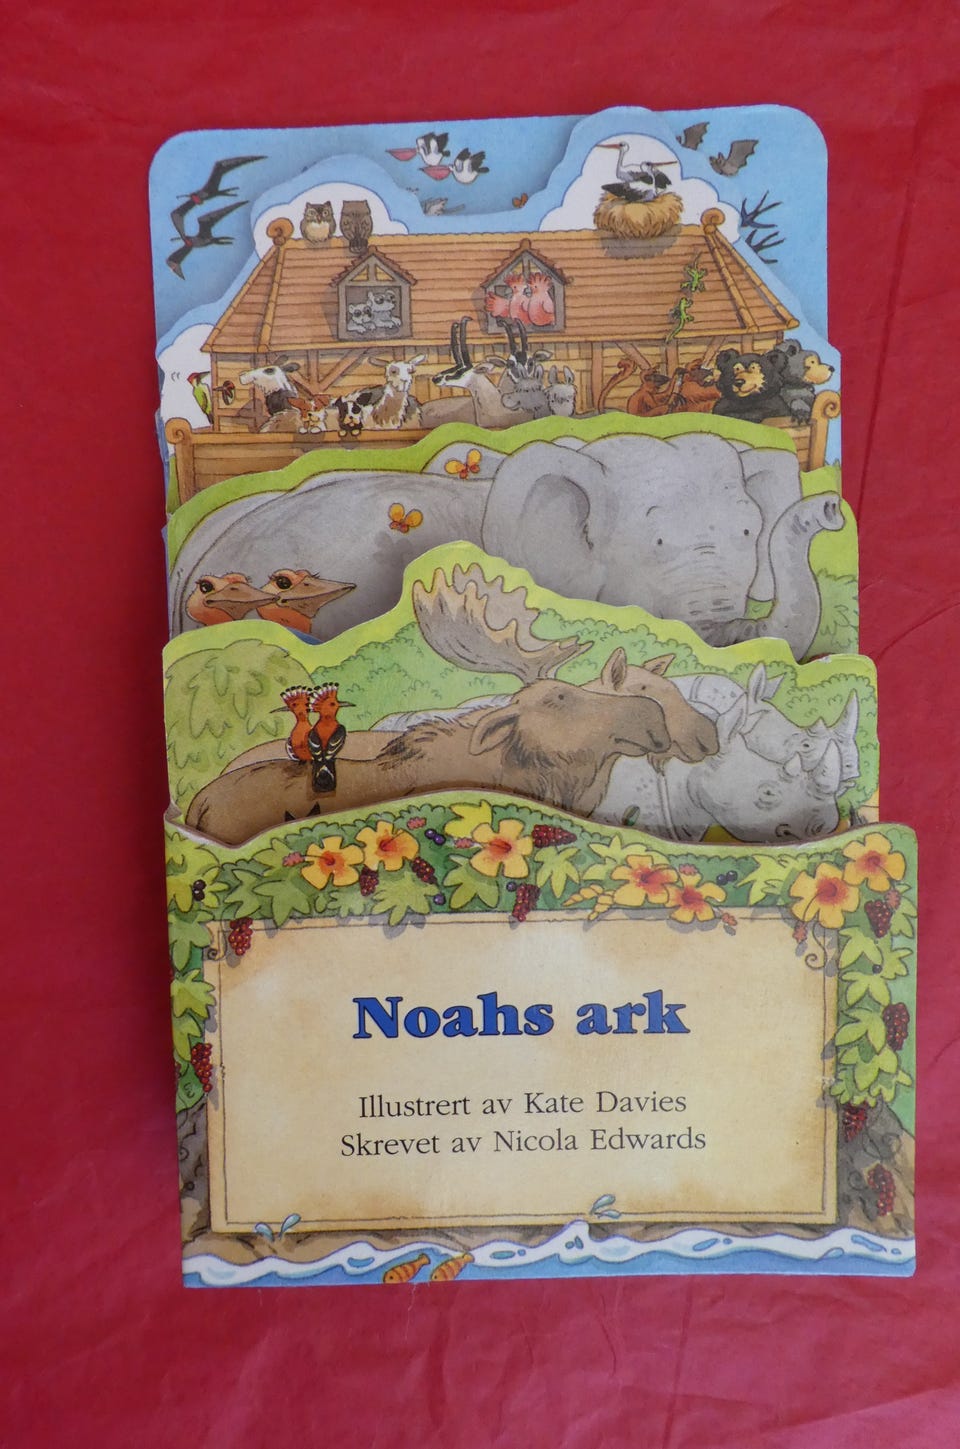 Noahs ark
Illustrert av Kate Davies
Skrevet av Nicola Edwards